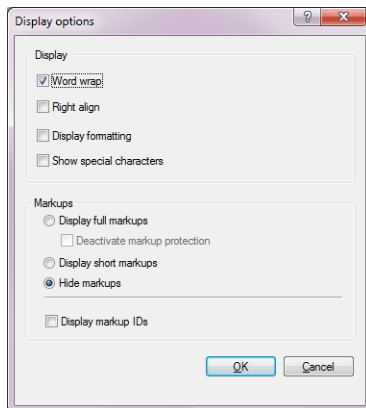 Display options
Display
Word wrap
Right align
Display formatting
Show special characters
Markups
Display full markups
Deactivate markup protection
Display short markups
Hide markups
Display markup IDs
OK Cancel